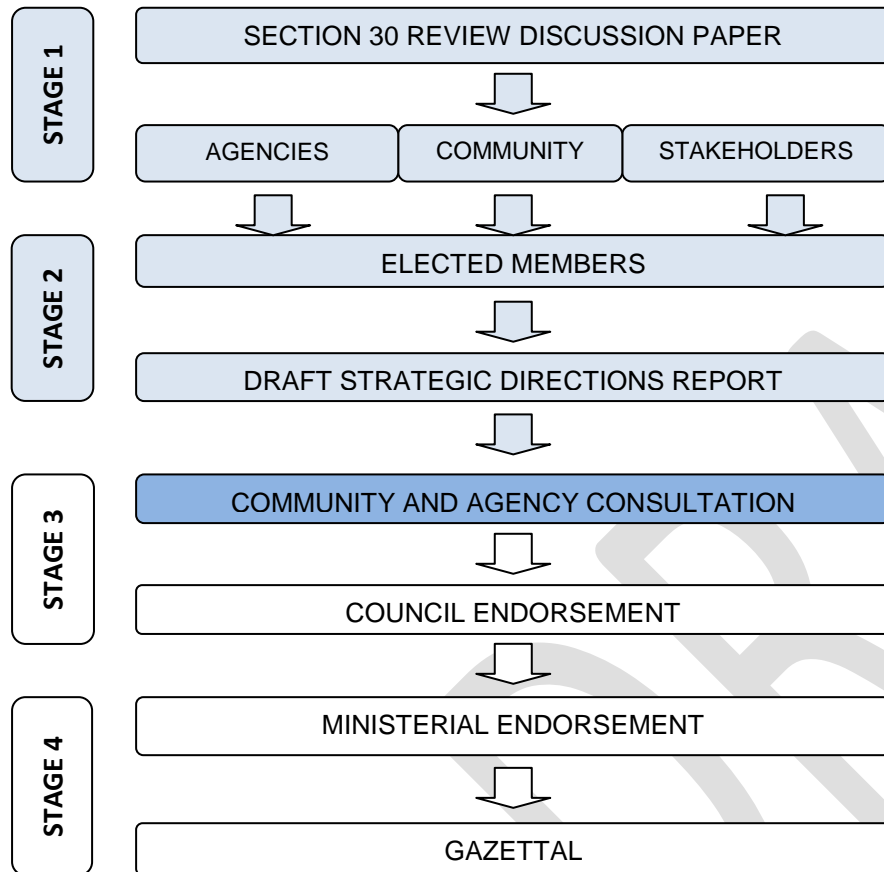 STAGE 1
SECTION 30 REVIEW DISCUSSION PAPER
AGENCIES
COMMUNITY
STAKEHOLDERS
STAGE 2
ELECTED MEMBERS
DRAFT STRATEGIC DIRECTIONS REPORT
STAGE 3
COMMUNITY AND AGENCY CONSULTATION
COUNCIL ENDORSEMENT
STAGE 4
MINISTERIAL ENDORSEMENT
GAZETTAL